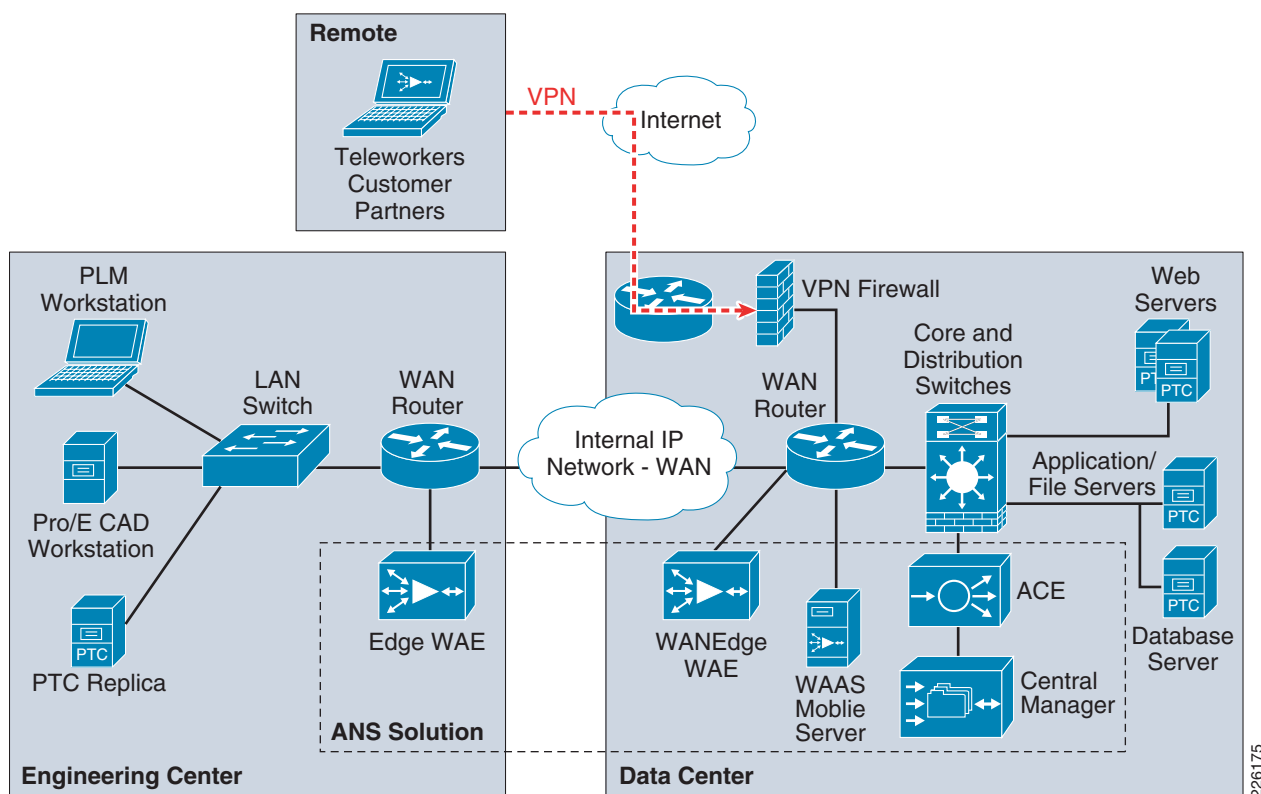 Remote
Teleworkers
Customer
Partners
VPN
Internet
PLM
Workstation
LAN
Switch
WAN
Router
Pro/E CAD
Workstation
PTC
PTC Replica
Edge WAE
ANS Solution
Engineering Center
Internal IP
Network - WAN
VPN Firewall
WAN
Router
Core and
Distribution
Switches
Web
Servers
PTC
PTC
Application/
File Servers
PTC
PTC
Database
Server
WANEdge
WAE
WAAS
Moblie
Server
ACE
Central
Manager
Data Center
226175